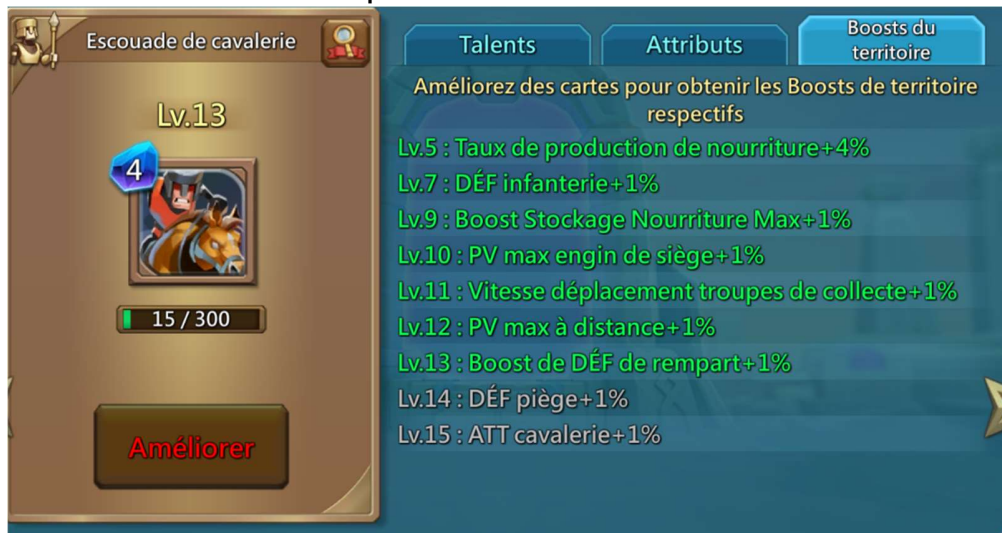 Escouade de cavalerie
Lv.13
4
15 / 300
Améliorer
Talents
Attributs
Boosts du
territoire
Améliorez des cartes pour obtenir les Boosts de territoire
respectifs
Lv.5 : Taux de production de nourriture+4%
Lv.7 : DÉF infanterie+1%
Lv.9 : Boost Stockage Nourriture Max+1%
Lv.10 : PV max engin de siège+1%
Lv.11 : Vitesse déplacement troupes de collecte+1%
Lv.12 : PV max à distance+1%
Lv.13 : Boost de DÉF de rempart+1%
Lv.14 : DÉF piège+1%
Lv.15 : ATT cavalerie+1%